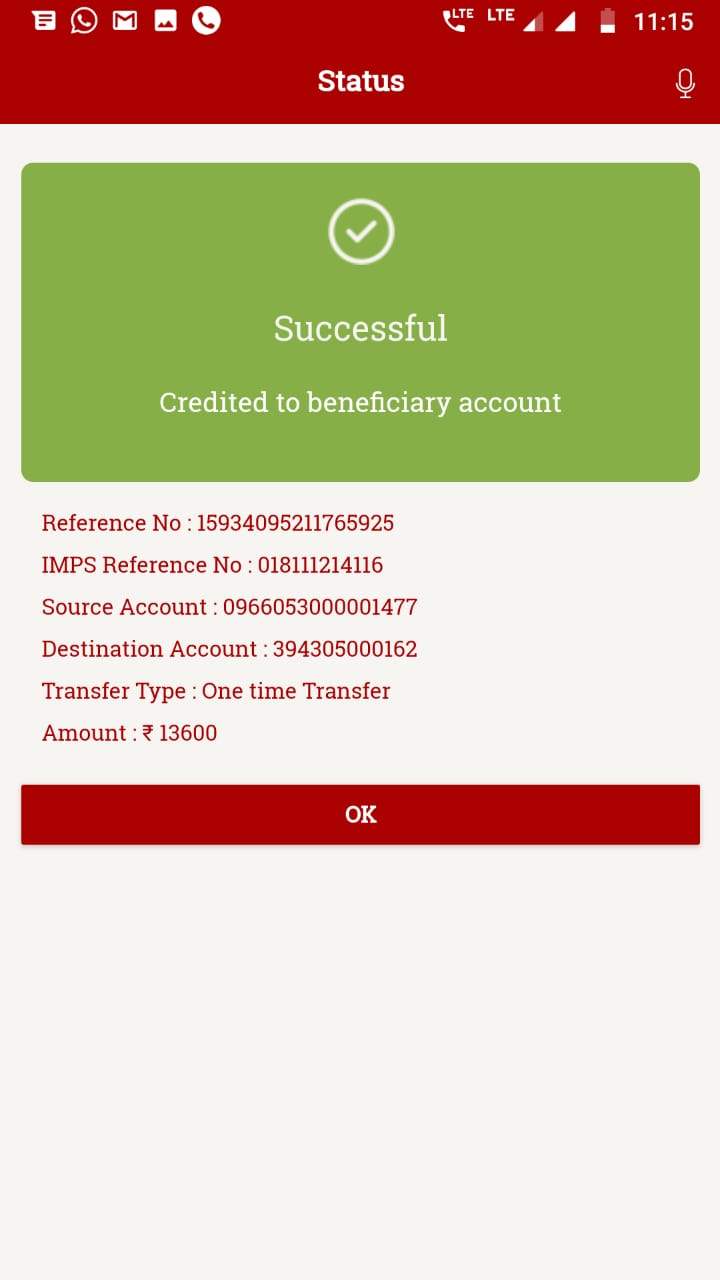 LTE LTE 11:15
Status
Successful
Credited to beneficiary account
Reference No : 15934095211765925
IMPS Reference No : 018111214116
Source Account : 0966053000001477
Destination Account : 394305000162
Transfer Type : One time Transfer
Amount : ₹ 13600
OK